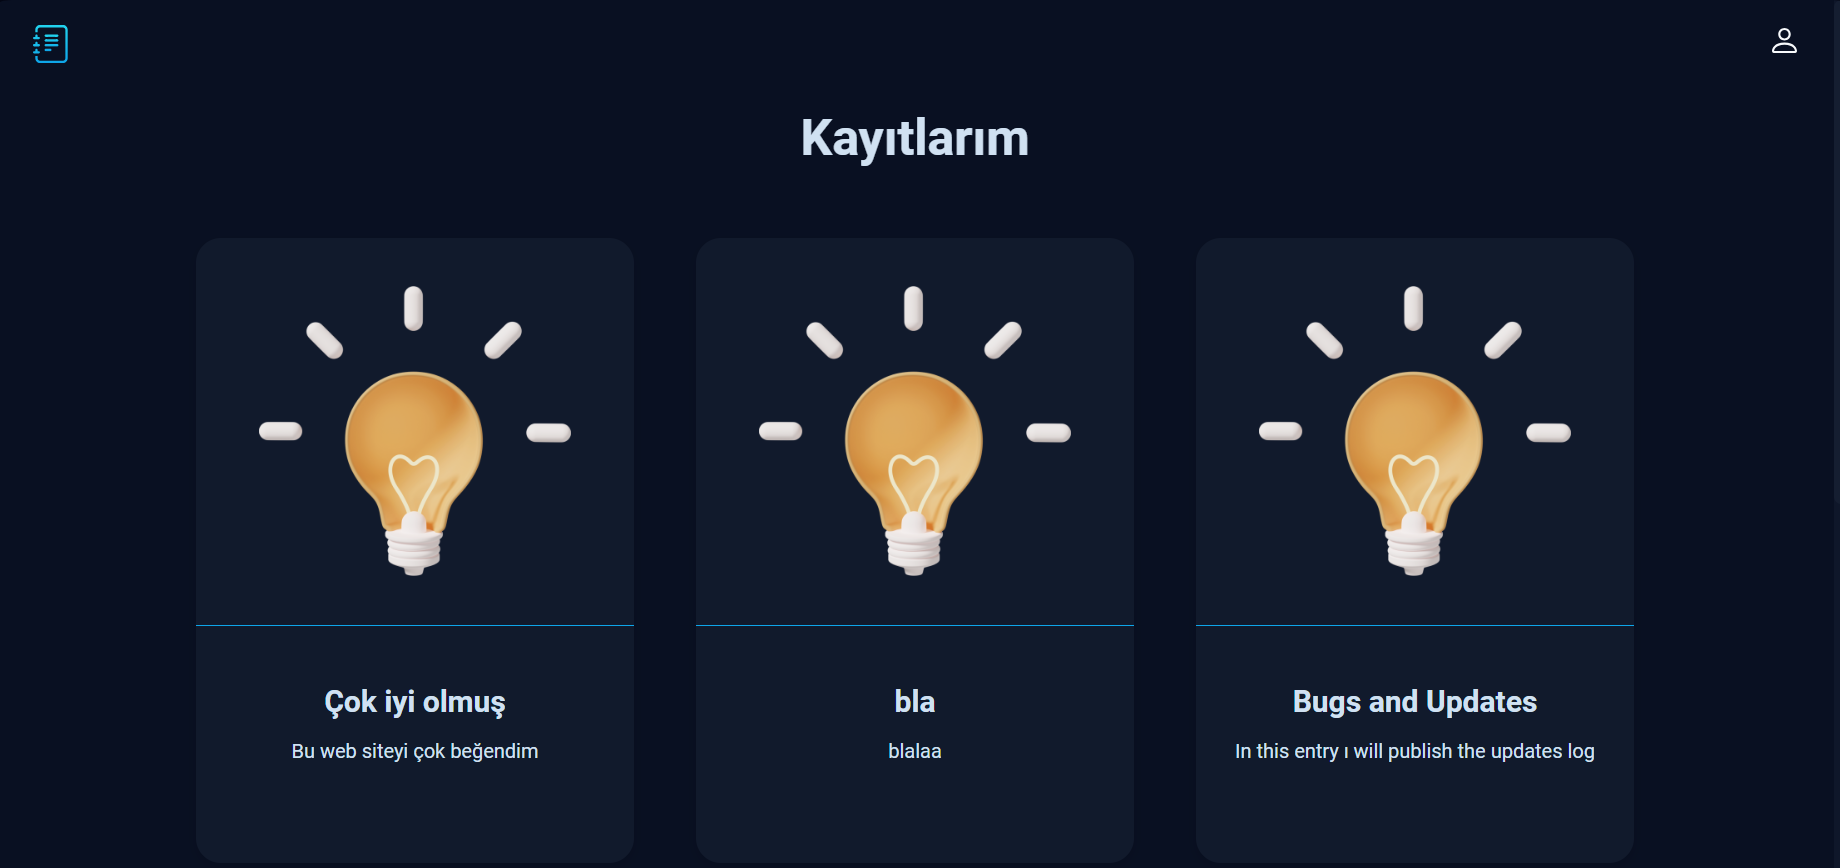 Kayıtlarım
Çok iyi olmuş
Bu web siteyi çok beğendim
bla
blalaa
Bugs and Updates
In this entry ı will publish the updates log